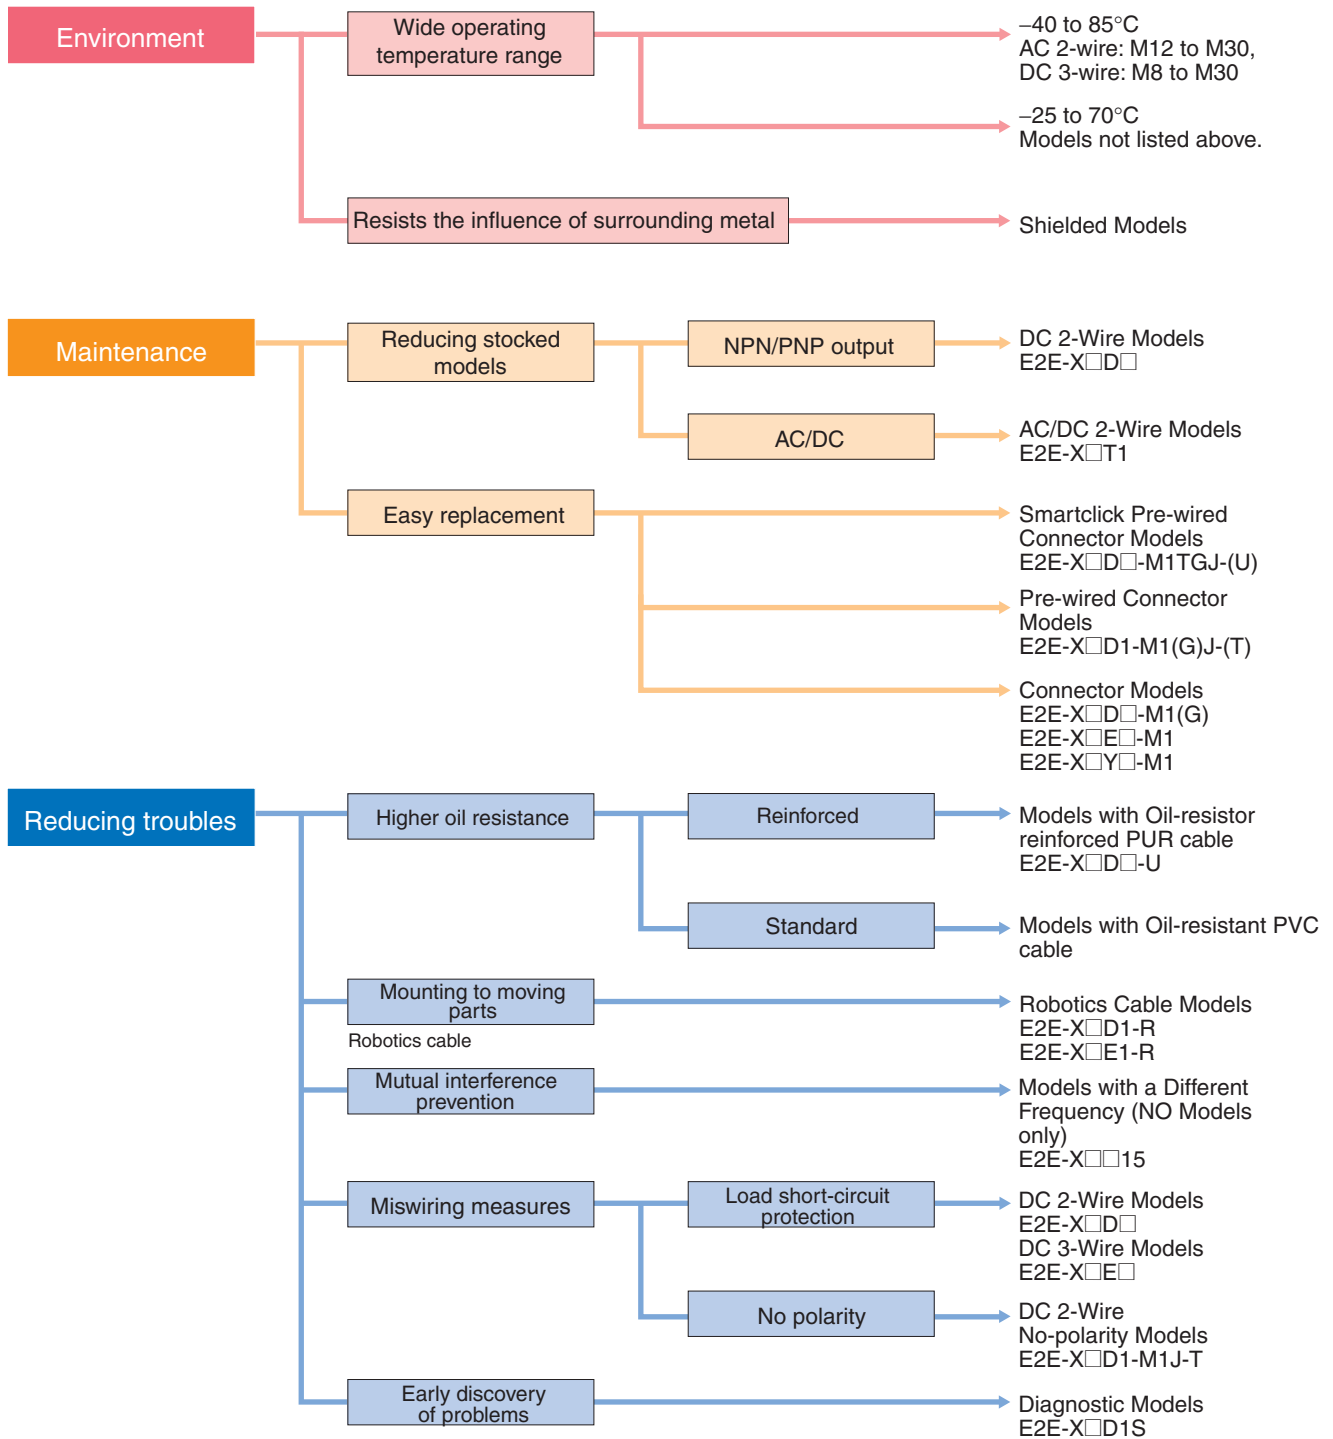 Environment
Wide operating
temperature range
–40 to 85°C
AC 2-wire: M12 to M30,
DC 3-wire: M8 to M30
–25 to 70°C
Models not listed above.
Resists the influence of surrounding metal
Shielded Models
Maintenance
Reducing stocked
models
NPN/PNP output
DC 2-Wire Models
E2E-X□D□
AC/DC
AC/DC 2-Wire Models
E2E-X□T1
Easy replacement
Smartclick Pre-wired
Connector Models
E2E-X□D□-M1TGJ-(U)
Pre-wired Connector
Models
E2E-X□D1-M1(G)J-(T)
Connector Models
E2E-X□D□-M1(G)
E2E-X□E□-M1
E2E-X□Y□-M1
Reducing troubles
Higher oil resistance
Reinforced
Models with Oil-resistor
reinforced PUR cable
E2E-X□D□-U
Standard
Models with Oil-resistant PVC
cable
Mounting to moving
parts
Robotics cable
Robotics Cable Models
E2E-X□D1-R
E2E-X□E1-R
Mutual interference
prevention
Models with a Different
Frequency (NO Models
only)
E2E-X□□15
Miswiring measures
Load short-circuit
protection
DC 2-Wire Models
E2E-X□D□
DC 3-Wire Models
E2E-X□E□
No polarity
DC 2-Wire
No-polarity Models
E2E-X□D1-M1J-T
Early discovery
of problems
Diagnostic Models
E2E-X□D1S